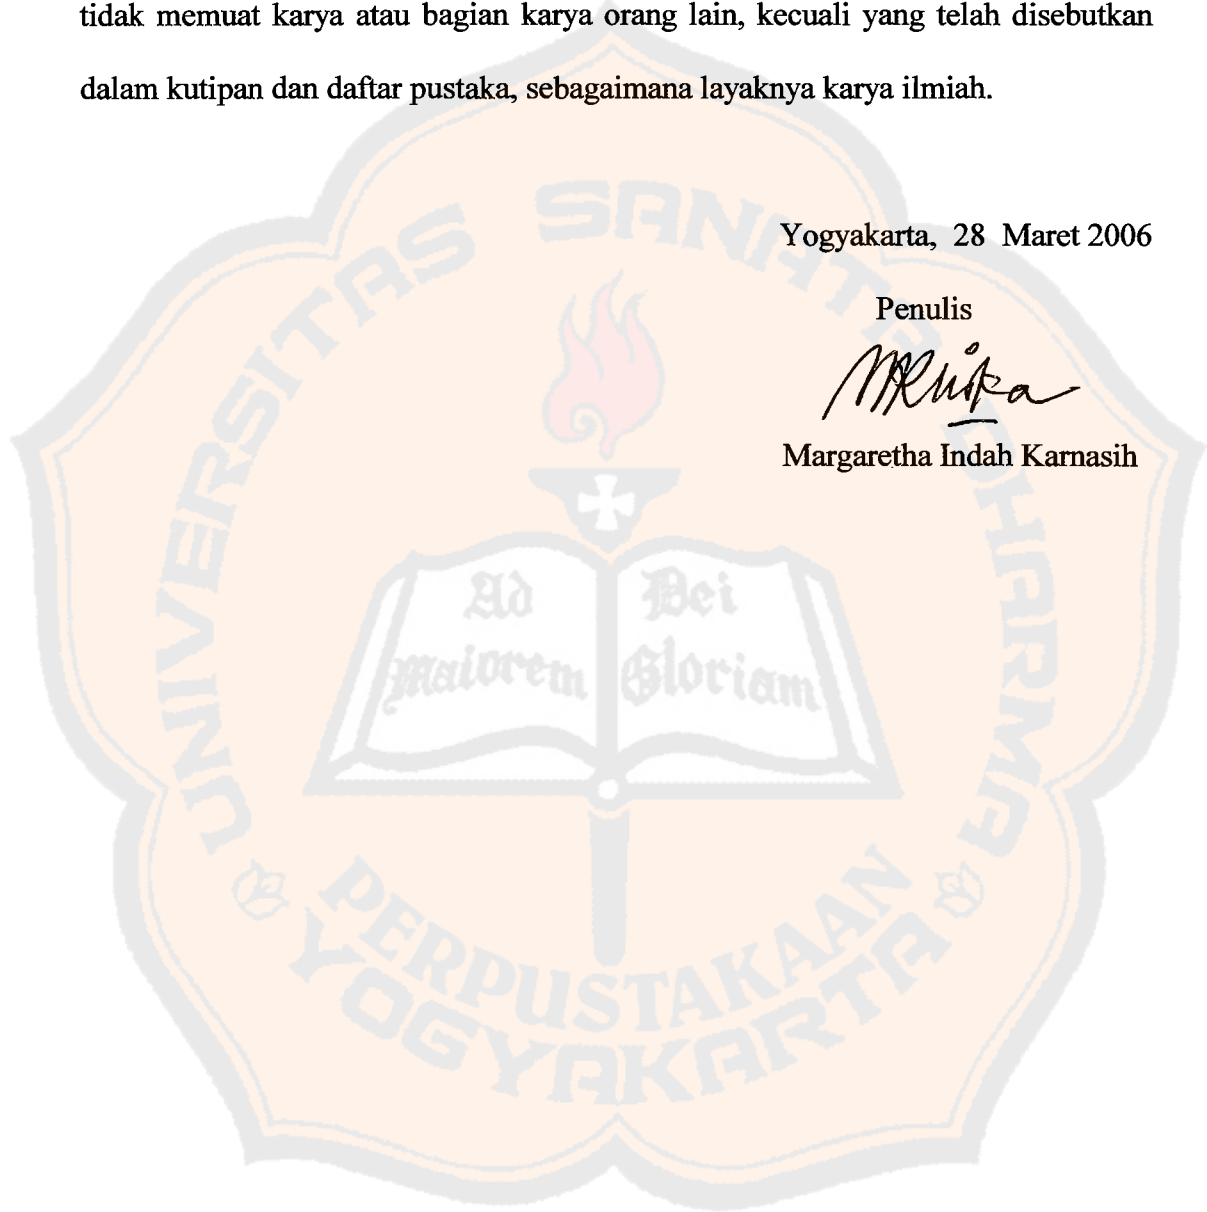 tidak memuat karya atau bagian karya orang lain, kecuali yang telah disebutkan
dalam kutipan dan daftar pustaka, sebagaimana layaknya karya ilmiah.
Yogyakarta, 28 Maret 2006
Penulis
Margaretha Indah Karnasih
UNIVERSITAS SANATA DHARMA
Ad Dei
Maiorem Gloriam
PERPUSTAKAAN
YOGYAKARTA